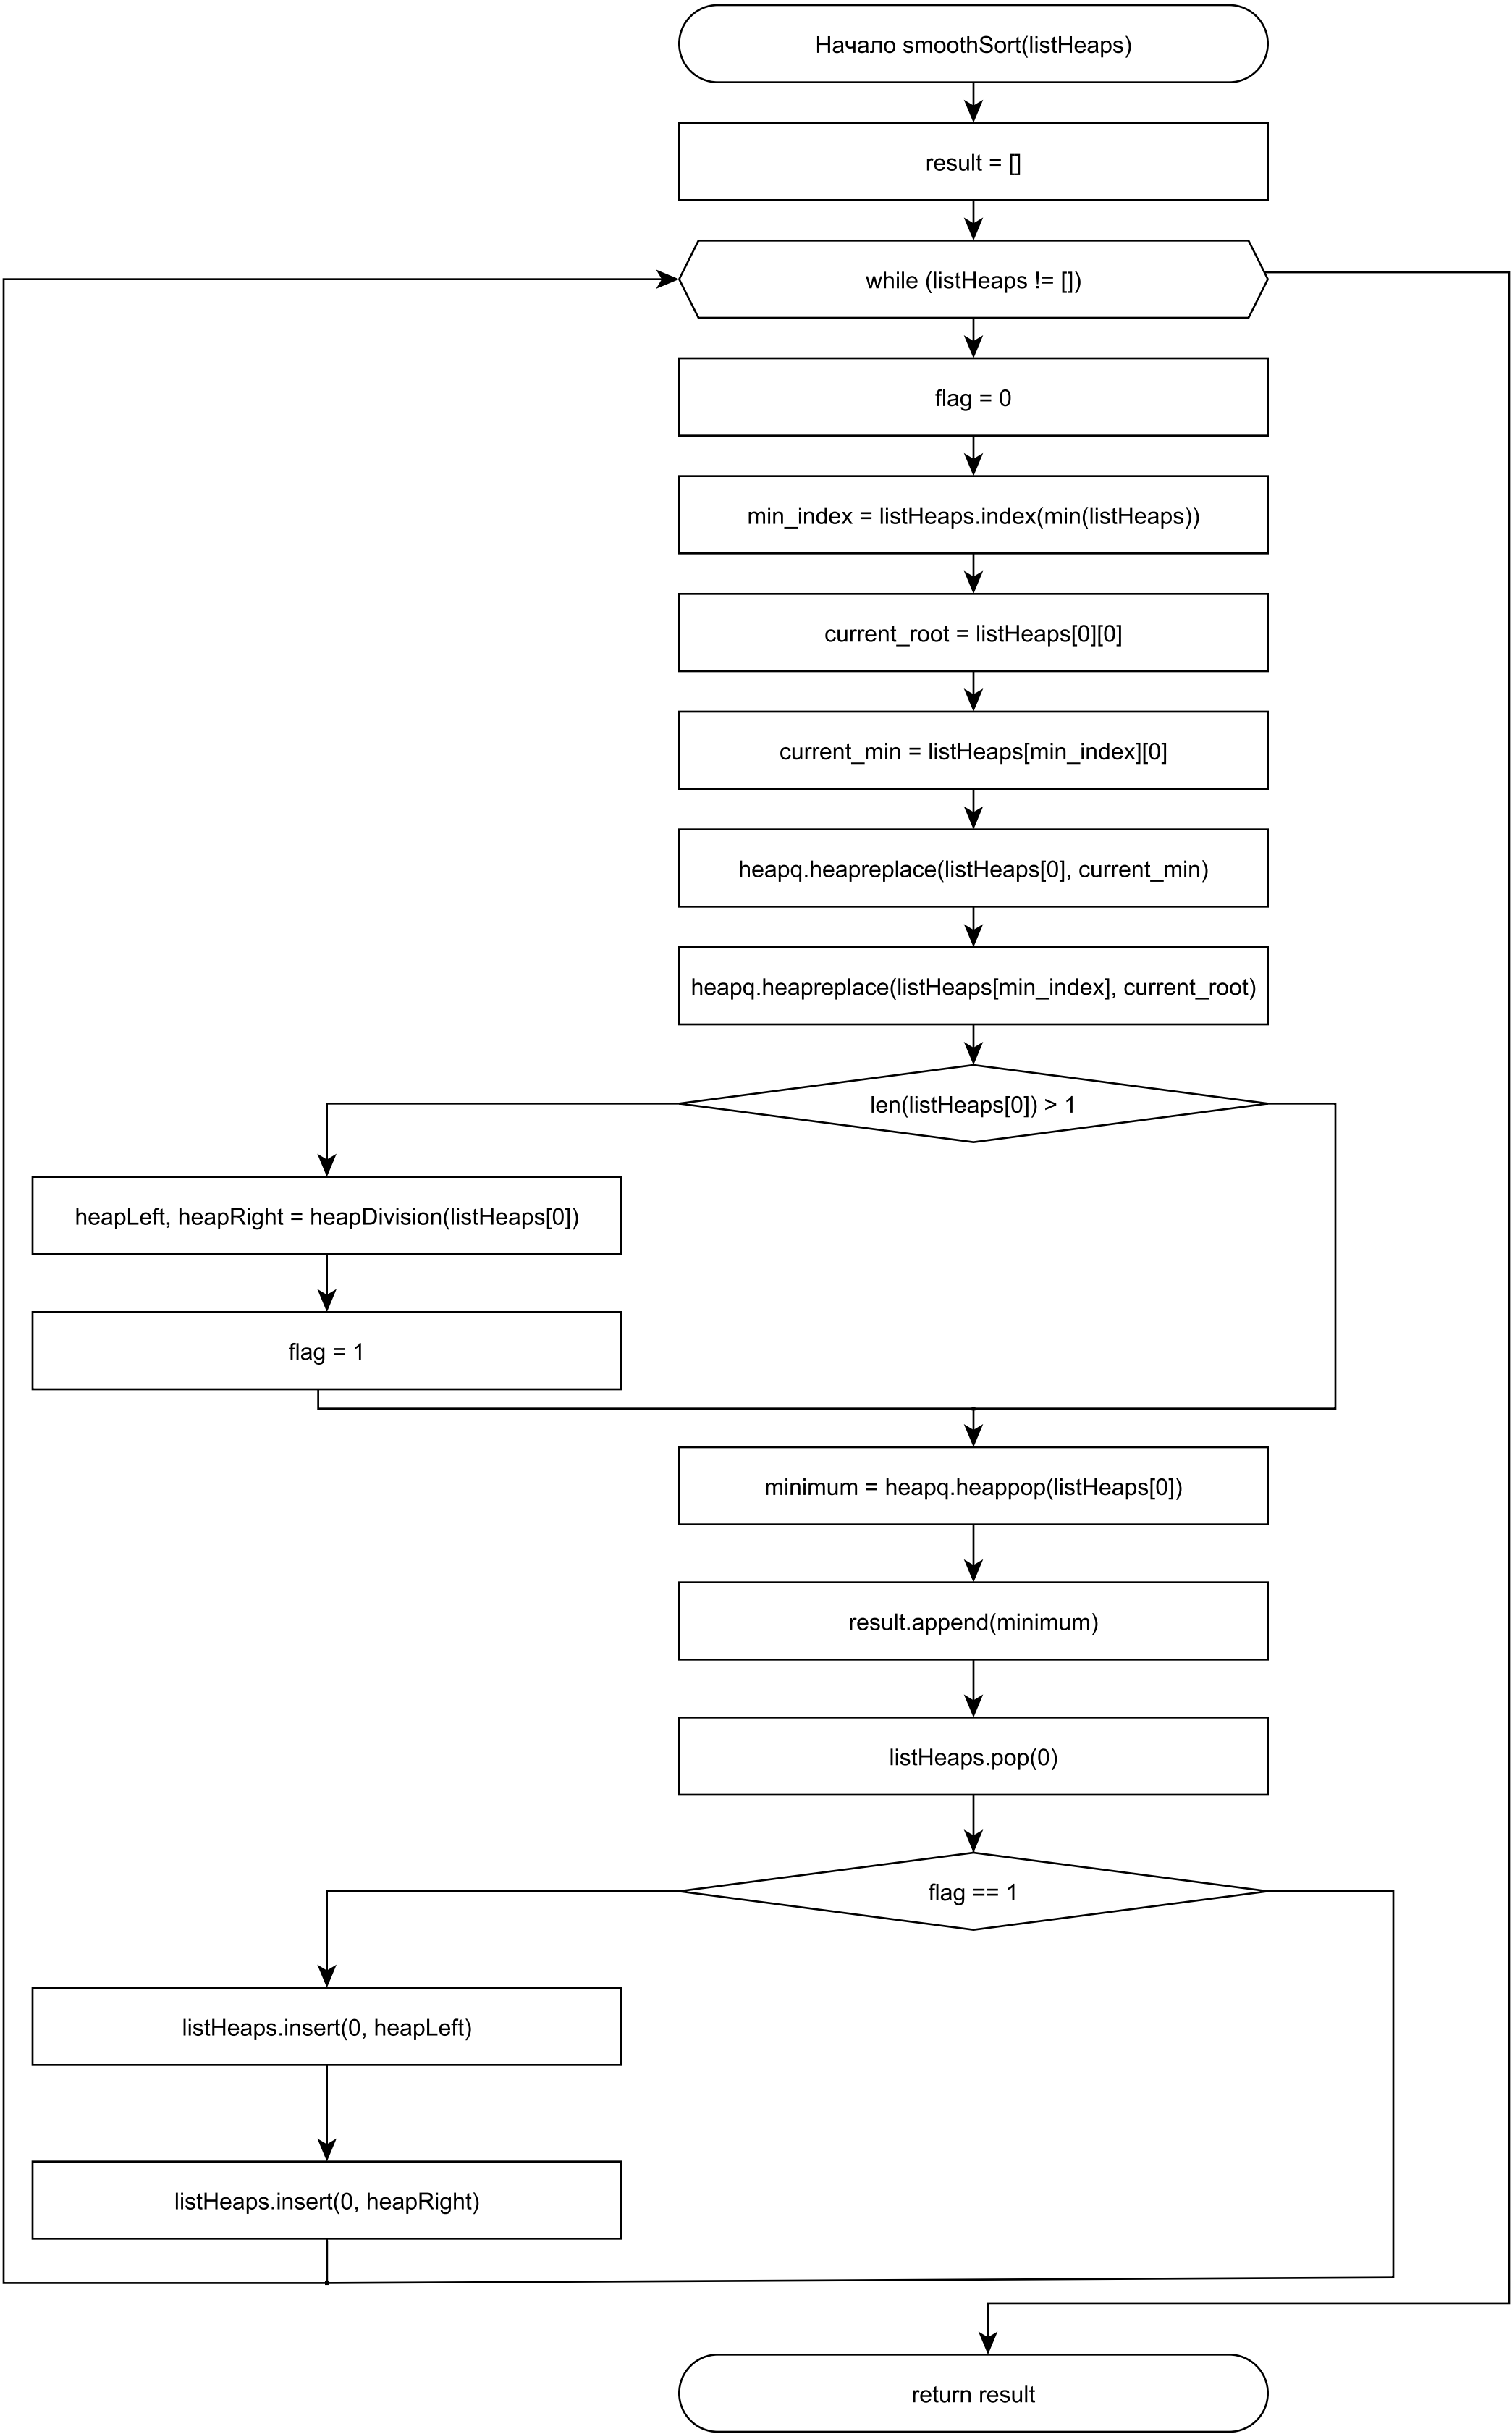 Начало smoothSort(listHeaps)
result = []
while (listHeaps != [])
flag = 0
min_index = listHeaps.index(min(listHeaps))
current_root = listHeaps[0][0]
current_min = listHeaps[min_index][0]
heapq.heapreplace(listHeaps[0], current_min)
heapq.heapreplace(listHeaps[min_index], current_root)
len(listHeaps[0]) > 1
heapLeft, heapRight = heapDivision(listHeaps[0])
flag = 1
minimum = heapq.heappop(listHeaps[0])
result.append(minimum)
listHeaps.pop(0)
flag == 1
listHeaps.insert(0, heapLeft)
listHeaps.insert(0, heapRight)
return result